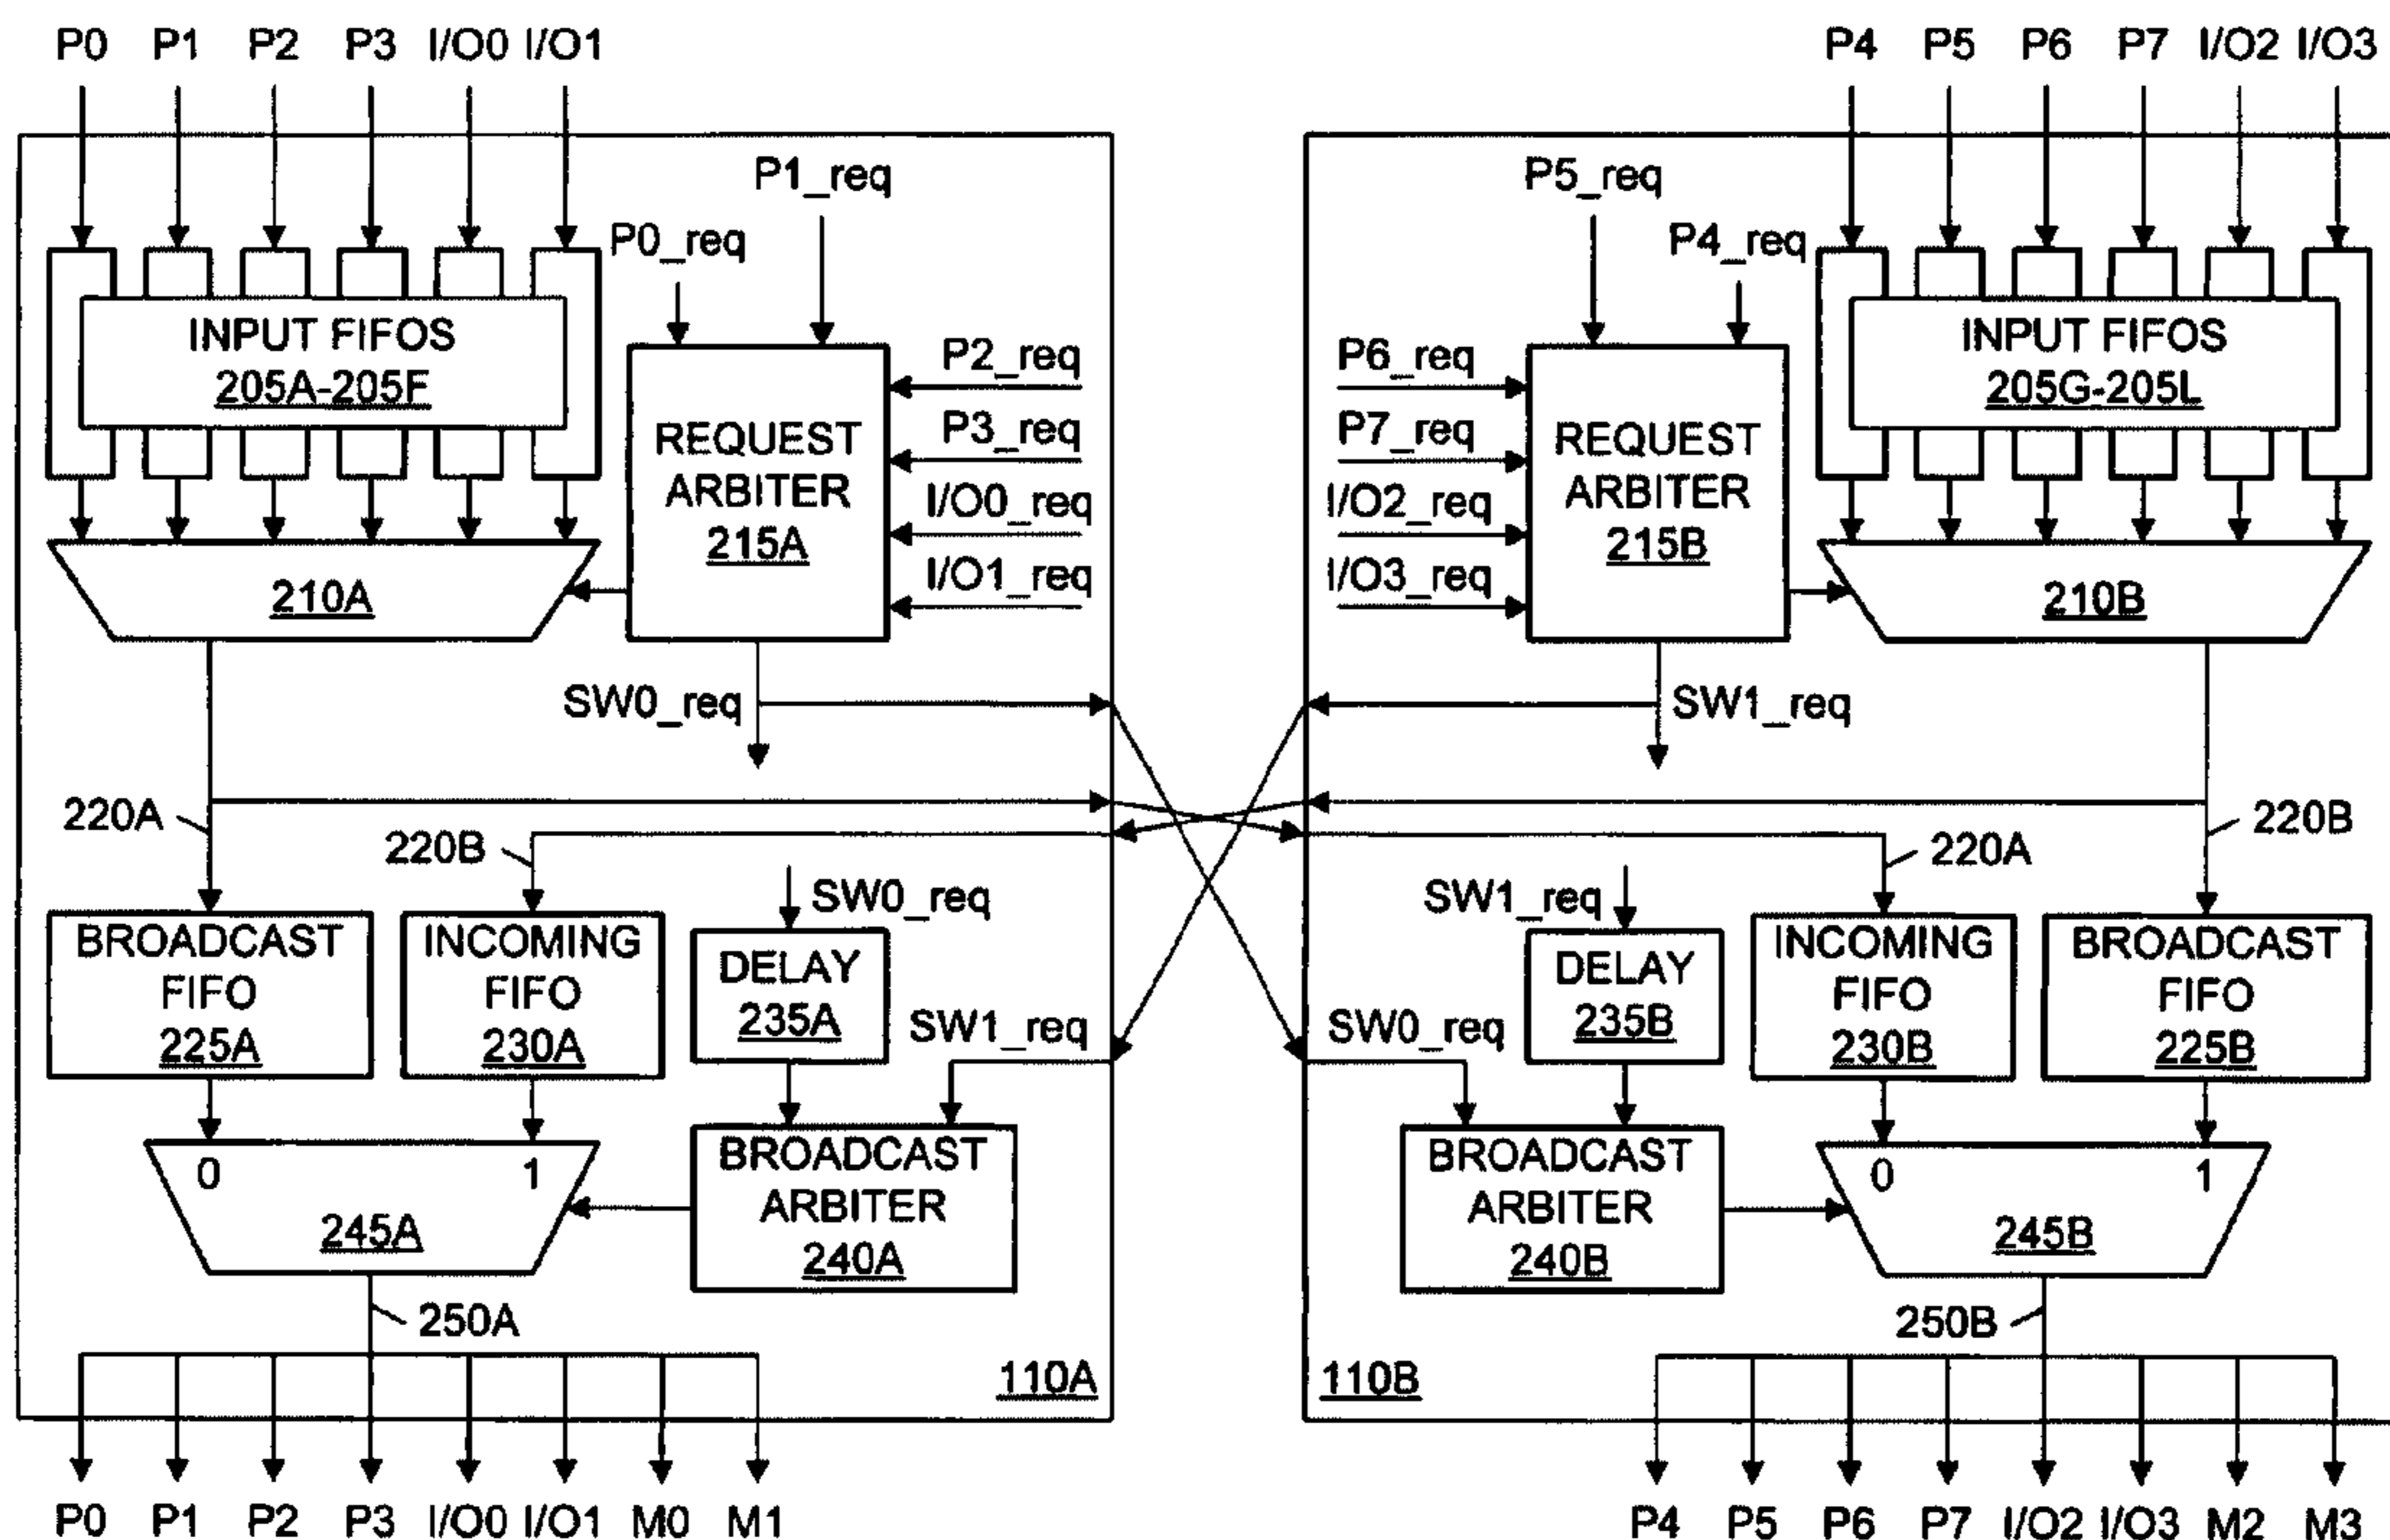 P0 P1 P2 P3 I/O0 I/O1
P4 P5 P6 P7 I/O2 I/O3
P1_req
P0_req
INPUT FIFOS
205A-205F
REQUEST
ARBITER
215A
P2_req
P3_req
I/O0_req
I/O1_req
210A
SW0_req
P5_req
P4_req
P6_req
P7_req
I/O2_req
I/O3_req
REQUEST
ARBITER
215B
INPUT FIFOS
205G-205L
210B
SW1_req
220A
220B
SW0_req
BROADCAST
FIFO
225A
INCOMING
FIFO
230A
DELAY
235A
SW1_req
0 1
245A
BROADCAST
ARBITER
240A
250A
110A
220A
220B
SW1_req
SW0_req
DELAY
235B
INCOMING
FIFO
230B
BROADCAST
FIFO
225B
BROADCAST
ARBITER
240B
0 1
245B
250B
110B
P0 P1 P2 P3 I/O0 I/O1 M0 M1
P4 P5 P6 P7 I/O2 I/O3 M2 M3